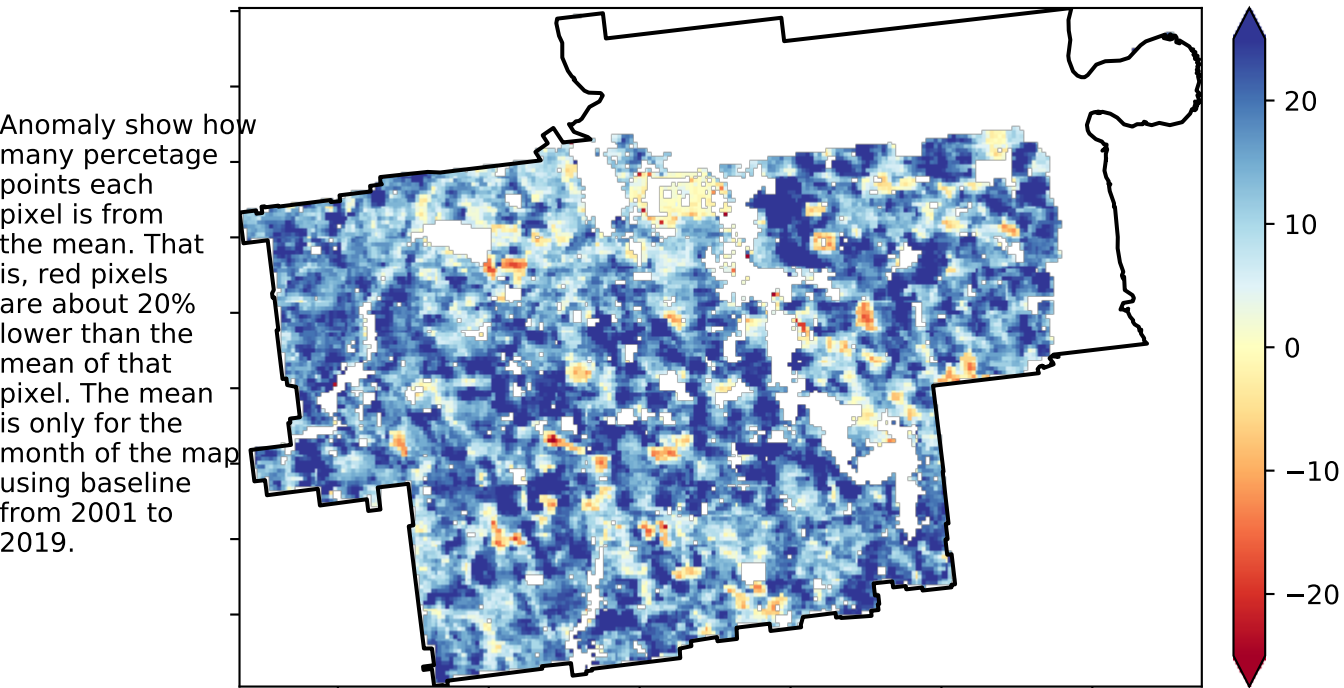 Anomaly show how
many percetage
points each
pixel is from
the mean. That
is, red pixels
are about 20%
lower than the
mean of that
pixel. The mean
is only for the
month of the map
using baseline
from 2001 to
2019.
20
10
0
−10
−20